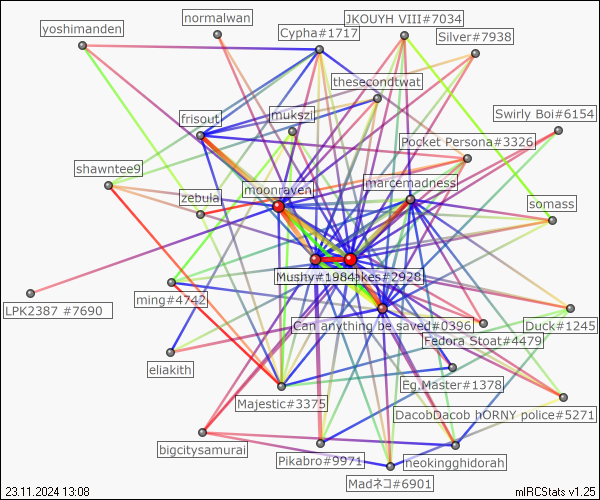 normalwan
JKOUYH VIII#7034
yoshimanden
Cypha#1717
Silver#7938
thesecondtwat
frisout
mukszi
Swirly Boi#6154
Pocket Persona#3326
shawntee9
moonraven
marcemadness
zebula
somass
Mushy#1984
akes#2928
LPK2387 #7690
ming#4742
Can anything be saved#0396
Duck#1245
Fedora Stoat#4479
eliakith
Eg.Master#1378
Majestic#3375
DacobDacob hORNY police#5271
bigcitysamurai
Pikabro#9971
neokingghidorah
Madネコ#6901
23.11.2024 13:08
mIRCStats v1.25